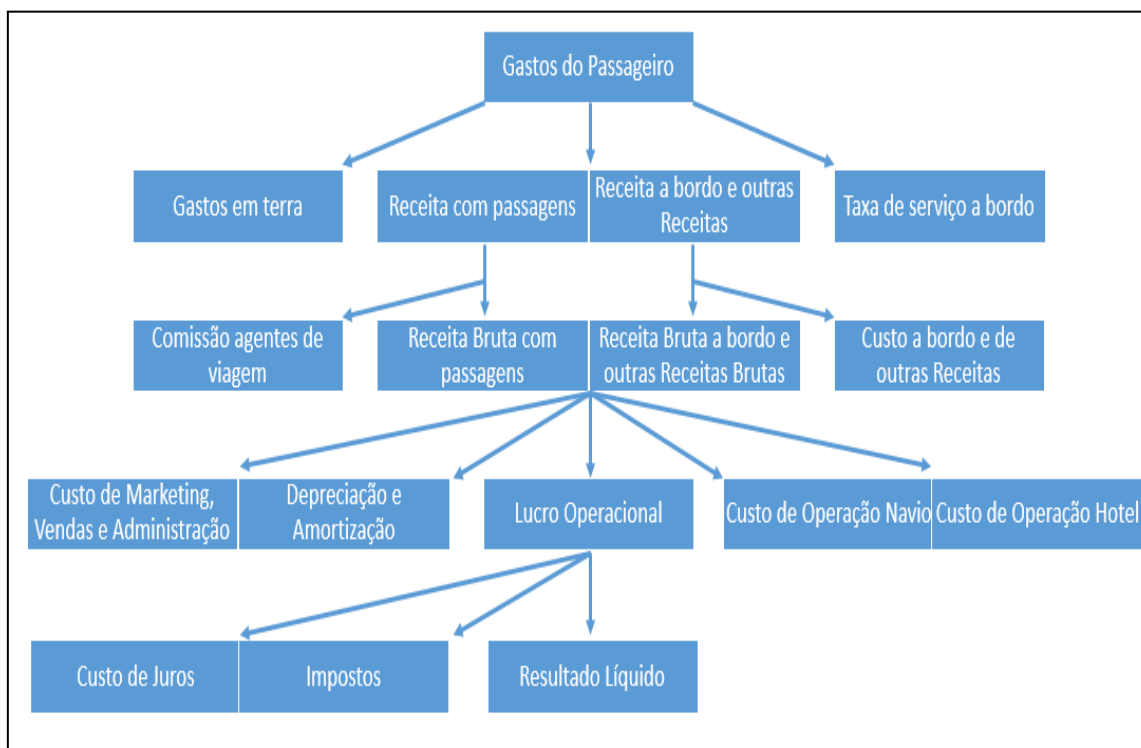 Gastos do Passageiro
Gastos em terra
Receita com passagens
Receita a bordo e outras
Receitas
Taxa de serviço a bordo
Comissão agentes de
viagem
Receita Bruta com
passagens
Receita Bruta a bordo e
outras Receitas Brutas
Custo a bordo e de
outras Receitas
Custo de Marketing,
Vendas e Administração
Depreciação e
Amortização
Lucro Operacional
Custo de Operação Navio
Custo de Operação Hotel
Custo de Juros
Impostos
Resultado Líquido